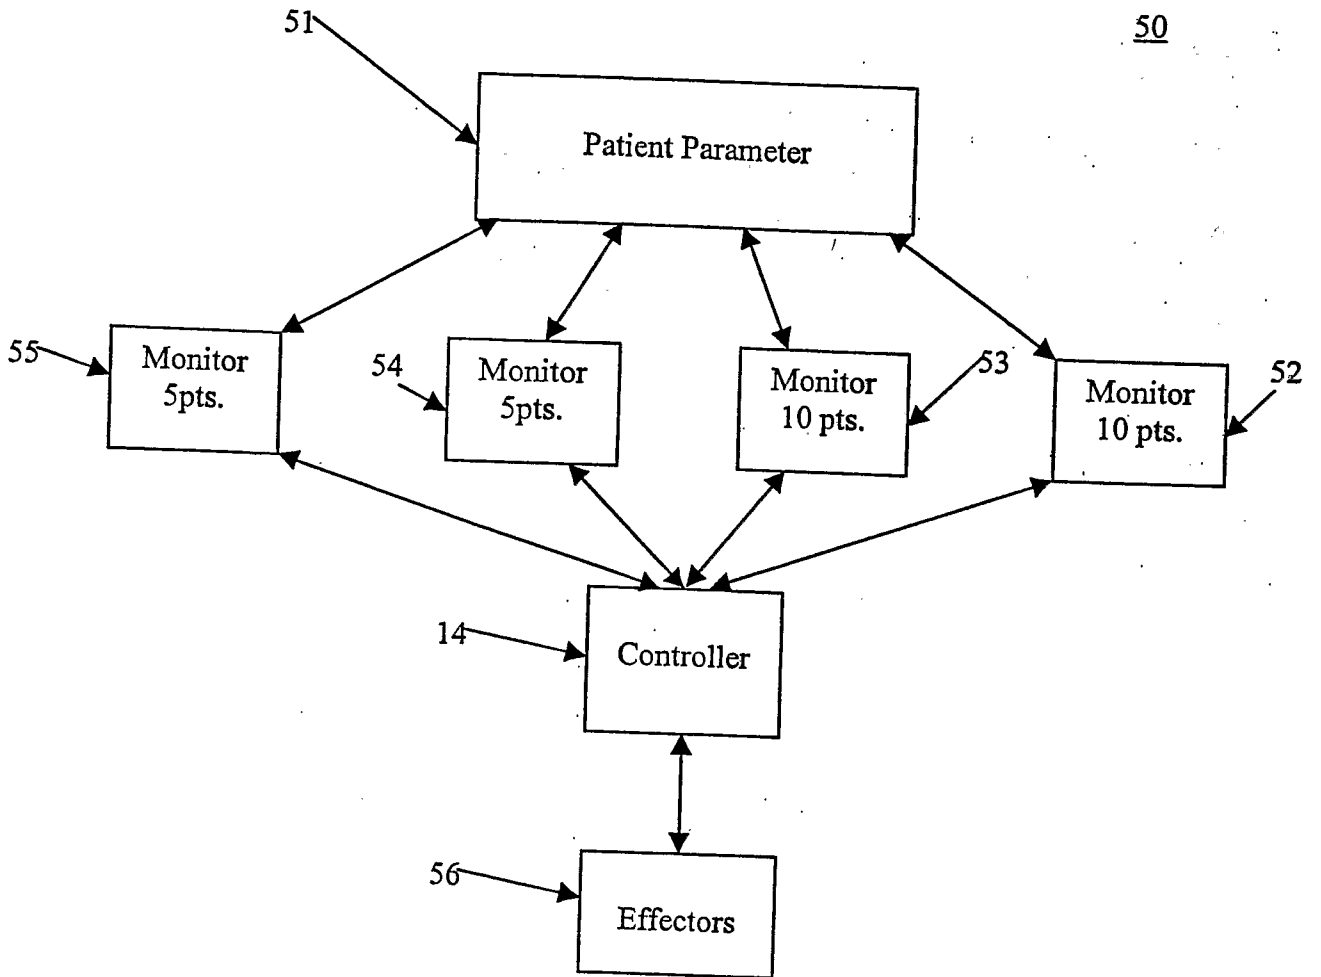 51
50
Patient Parameter
55
Monitor
5pts.
54
Monitor
5pts.
Monitor
10 pts.
53
Monitor
10 pts.
52
14
Controller
56
Effectors